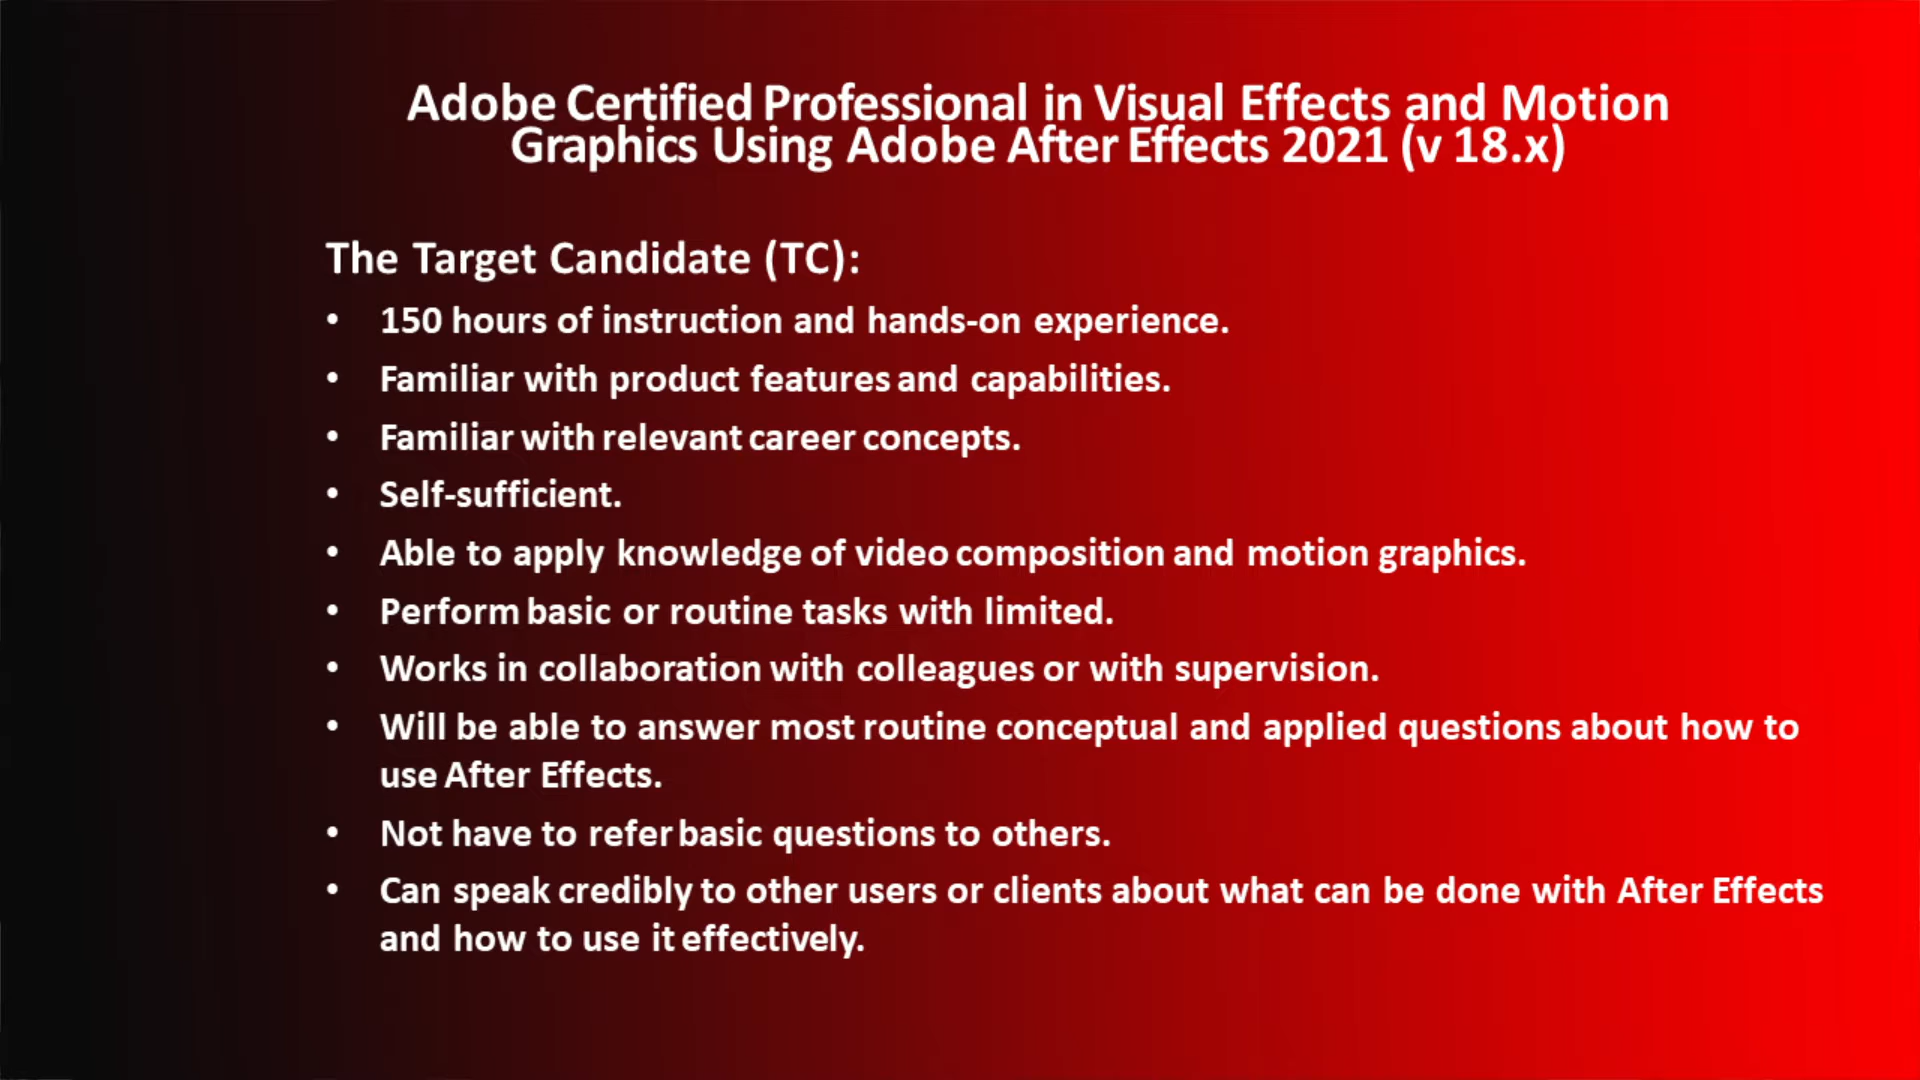 Adobe Certified Professional in Visual Effects and Motion
Graphics Using Adobe After Effects 2021 (v 18.x)
The Target Candidate (TC):
• 150 hours of instruction and hands-on experience.
• Familiar with product features and capabilities.
• Familiar with relevant career concepts.
• Self-sufficient.
• Able to apply knowledge of video composition and motion graphics.
• Perform basic or routine tasks with limited.
• Works in collaboration with colleagues or with supervision.
• Will be able to answer most routine conceptual and applied questions about how to
use After Effects.
• Not have to refer basic questions to others.
• Can speak credibly to other users or clients about what can be done with After Effects
and how to use it effectively.